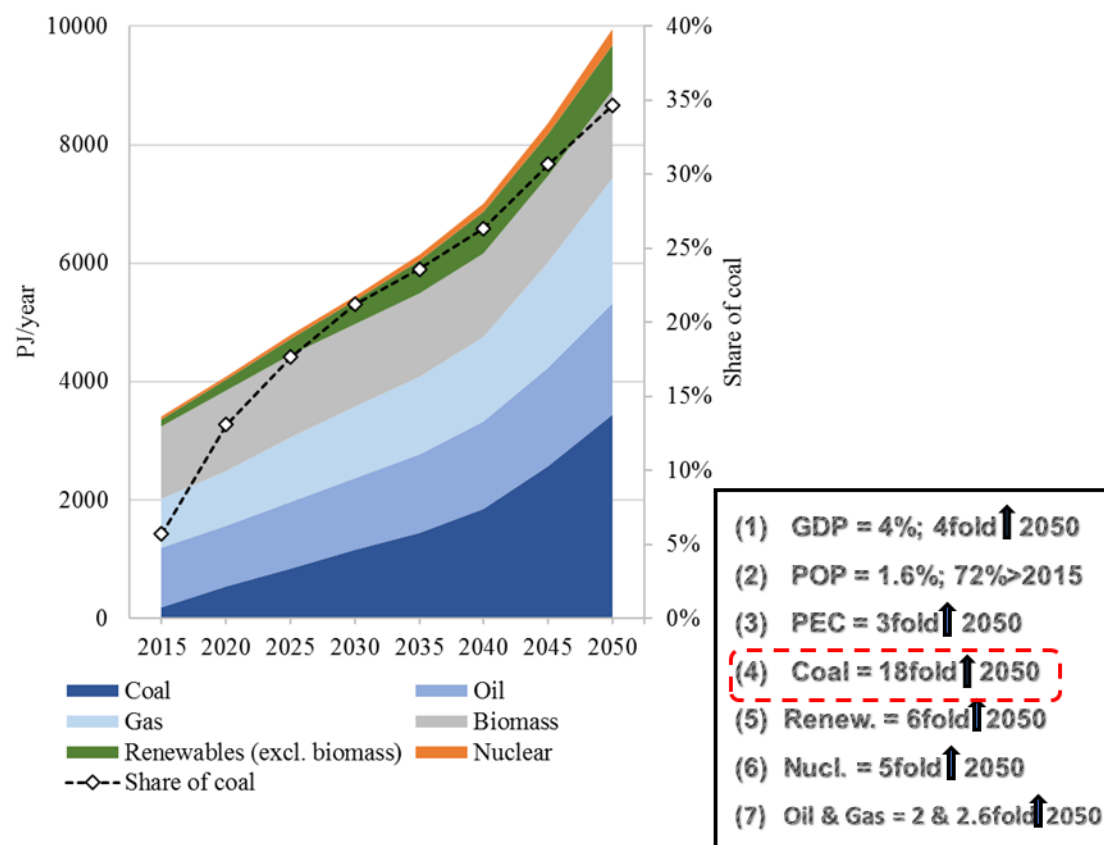 10000
8000
6000
4000
2000
0
PJ/year
40%
35%
30%
25%
20%
15%
10%
5%
0%
Share of coal
2015 2020 2025 2030 2035 2040 2045 2050
Coal Oil
Gas Biomass
Renewables (excl. biomass) Nuclear
Share of coal
(1) GDP = 4%; 4fold 2050
(2) POP = 1.6%; 72%>2015
(3) PEC = 3fold 2050
(4) Coal = 18fold 2050
(5) Renew. = 6fold 2050
(6) Nucl. = 5fold 2050
(7) Oil & Gas = 2 & 2.6fold 2050